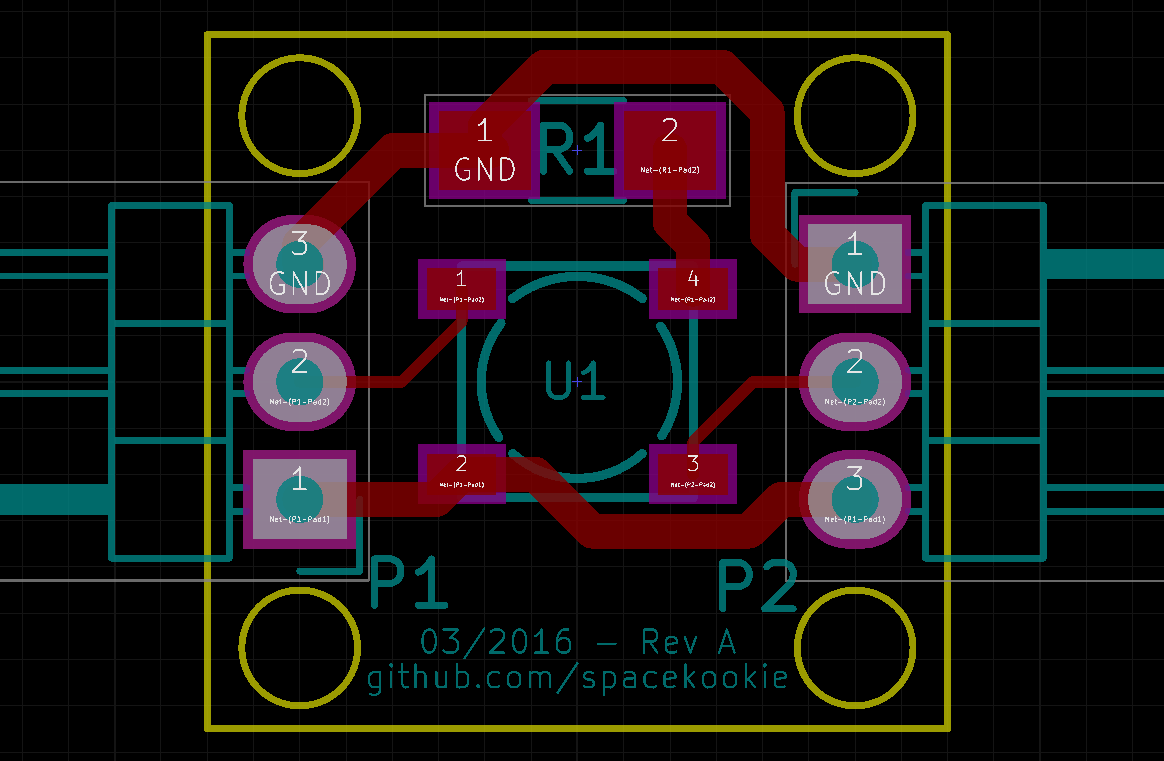 1
GND
R1
2
Net-(R1-Pad2)
3
GND
1
GND
1
Net-(P1-Pad2)
4
Net-(R1-Pad2)
2
Net-(P1-Pad2)
U1
2
Net-(P2-Pad2)
2
Net-(P1-Pad1)
3
Net-(P2-Pad2)
1
Net-(P1-Pad1)
3
Net-(P1-Pad1)
P1
P2
03/2016 - Rev A
github.com/spacekookie